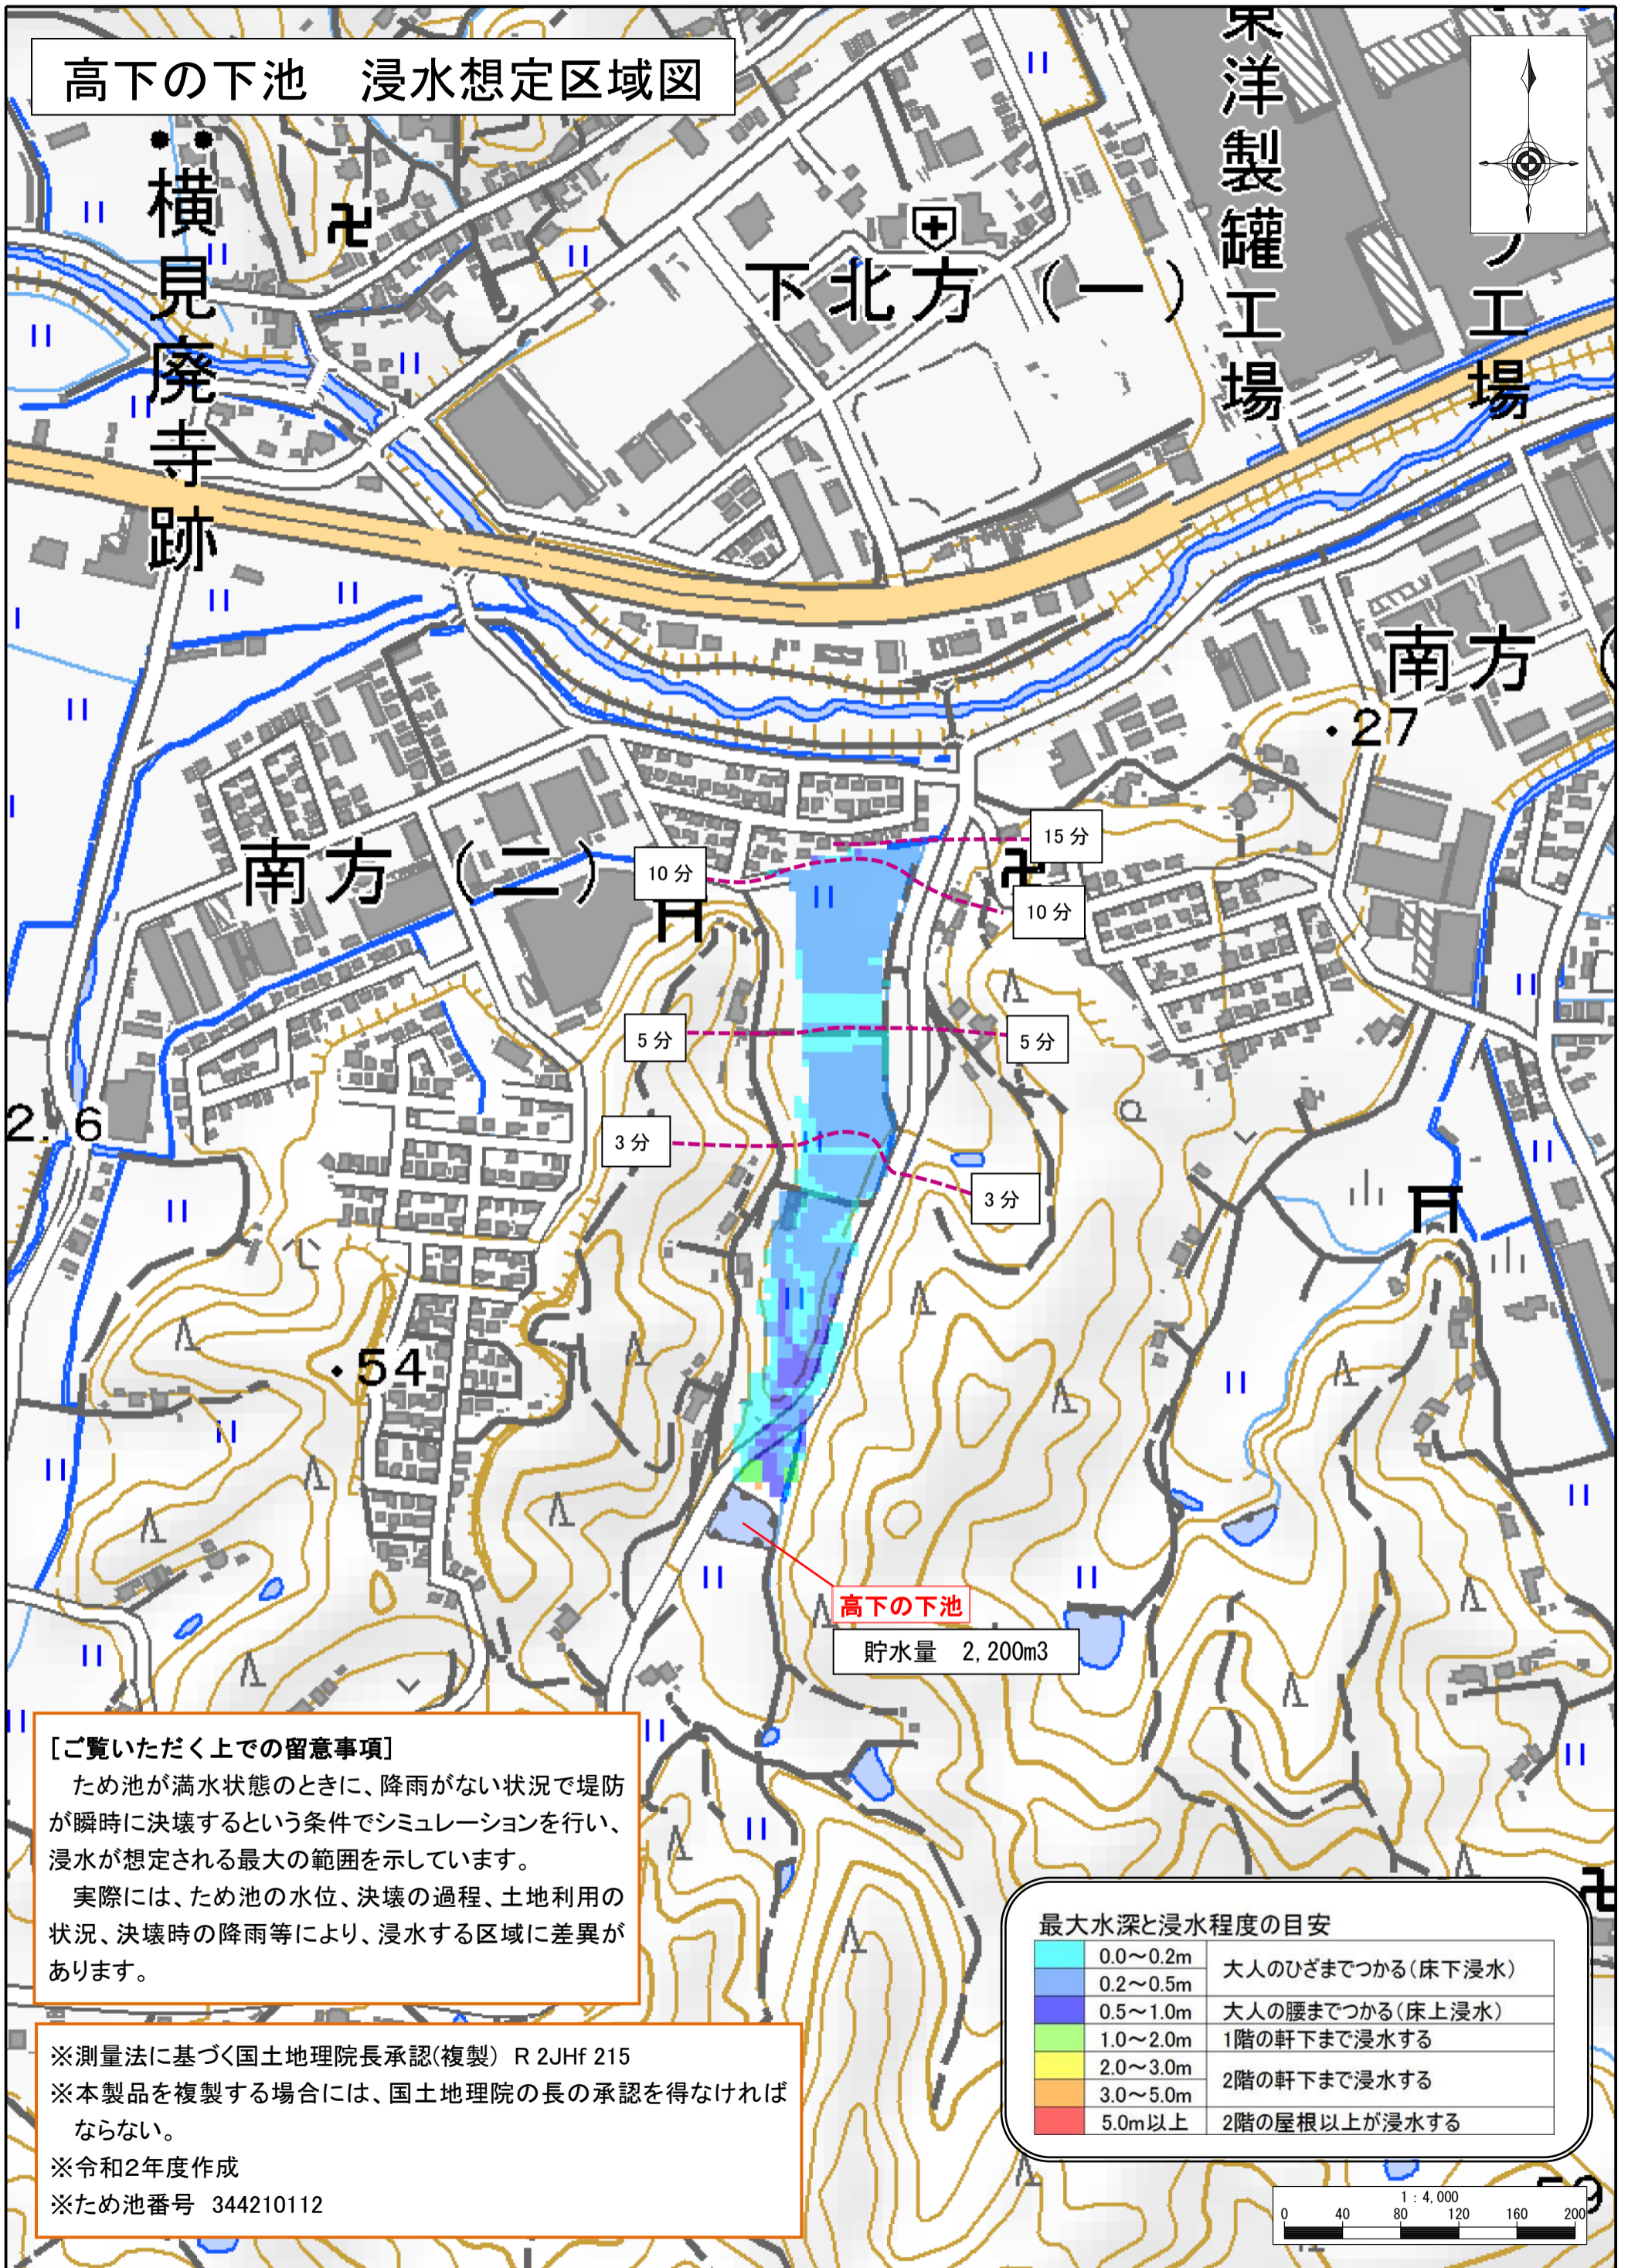 高下の下池　浸水想定区域図
横見廃寺跡
下北方（一）
東洋製罐工場
工場
南方
・27
南方（二）
15分
10分
10分
5分
5分
3分
3分
2.6
・54
高下の下池
貯水量　2,200m3
[ご覧いただく上での留意事項]
ため池が満水状態のときに、降雨がない状況で堤防
が瞬時に決壊するという条件でシミュレーションを行い、
浸水が想定される最大の範囲を示しています。
実際には、ため池の水位、決壊の過程、土地利用の
状況、決壊時の降雨等により、浸水する区域に差異が
あります。
※測量法に基づく国土地理院長承認(複製) R 2JHf 215
※本製品を複製する場合には、国土地理院の長の承認を得なければ
ならない。
※令和2年度作成
※ため池番号 344210112
最大水深と浸水程度の目安
0.0～0.2m
大人のひざまでつかる(床下浸水)
0.2～0.5m
0.5～1.0m 大人の腰までつかる(床上浸水)
1.0～2.0m 1階の軒下まで浸水する
2.0～3.0m
2階の軒下まで浸水する
3.0～5.0m
5.0m以上 2階の屋根以上が浸水する
1：4,000
0 40 80 120 160 200